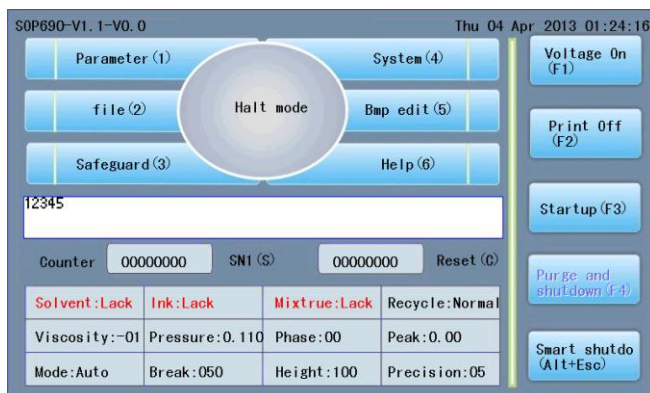 SOP690-V1.1-V0.0 Thu 04 Apr 2013 01:24:16
Parameter(1) System(4)
file(2) Halt mode Bmp edit(5)
Safeguard(3) Help(6)
12345
Counter 00000000 SN1(S) 00000000 Reset(C)
Solvent:Lack Ink:Lack Mixtrue:Lack Recycle:Normal
Viscosity:-01 Pressure:0.110 Phase:00 Peak:0.00
Mode:Auto Break:050 Height:100 Precision:05
Voltage On
(F1)
Print Off
(F2)
Startup(F3)
Purge and
shutdown(F4)
Smart shutdo
(Alt+Esc)